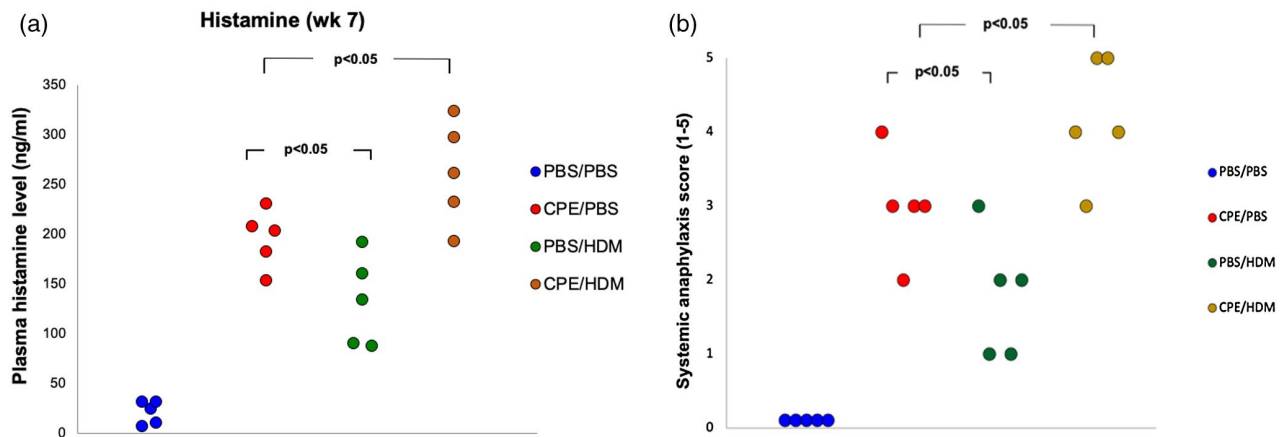 (a)
Histamine (wk 7)
p<0.05
p<0.05
Plasma histamine level (ng/ml)
350
300
250
200
150
100
50
0
PBS/PBS
CPE/PBS
PBS/HDM
CPE/HDM
(b)
p<0.05
p<0.05
Systemic anaphylaxis score (1-5)
5
4
3
2
1
0
PBS/PBS
CPE/PBS
PBS/HDM
CPE/HDM